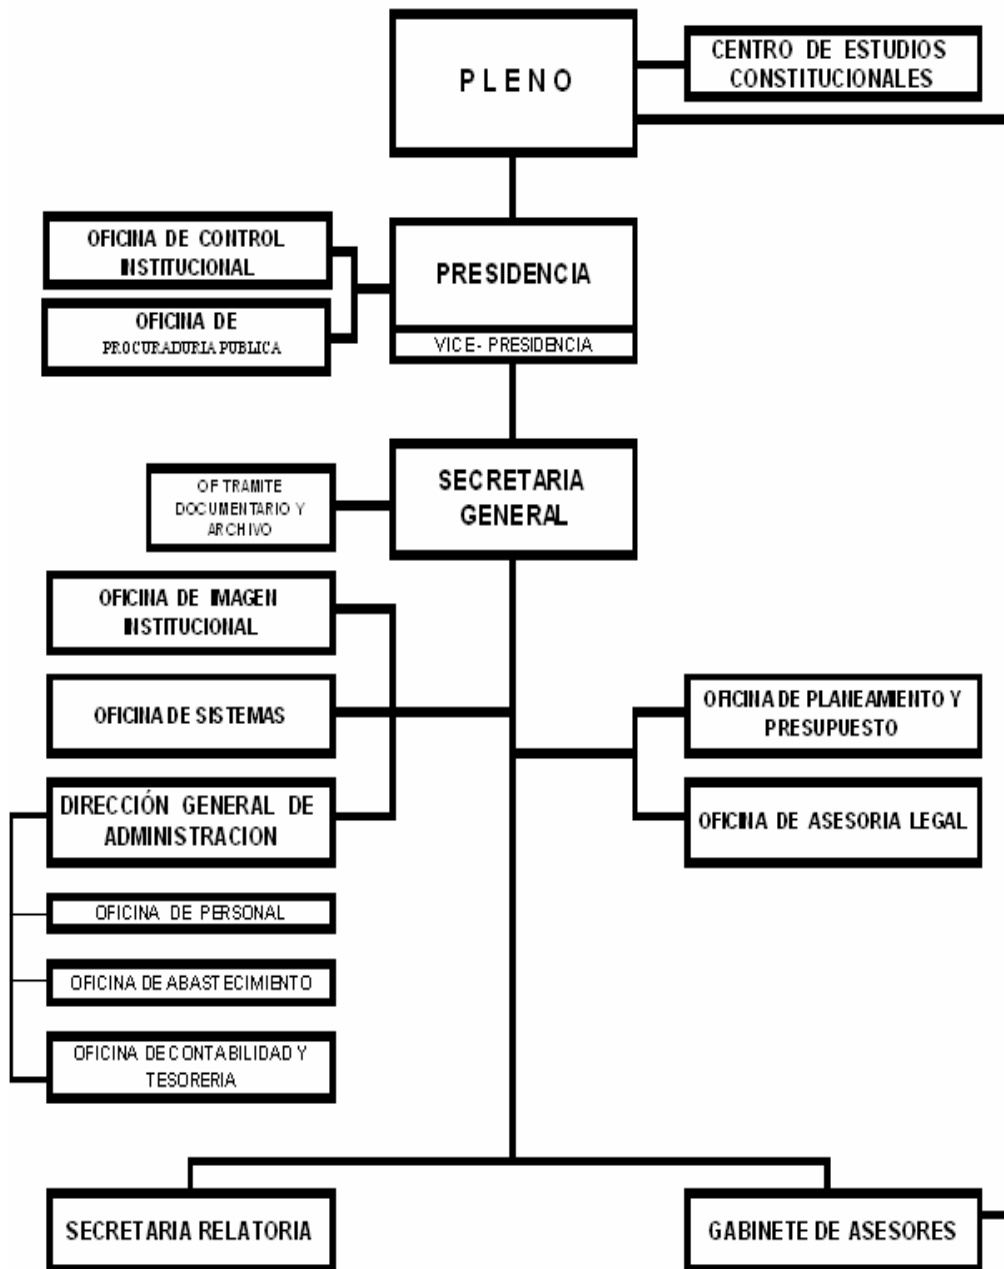 PLENO
CENTRO DE ESTUDIOS
CONSTITUCIONALES
OFICINA DE CONTROL
INSTITUCIONAL
OFICINA DE
PROCURADURIA PUBLICA
PRESIDENCIA
VICE- PRESIDENCIA
SECRETARIA
GENERAL
OF TRAMITE
DOCUMENTARIO Y
ARCHIVO
OFICINA DE IMAGEN
INSTITUCIONAL
OFICINA DE SISTEMAS
DIRECCIÓN GENERAL DE
ADMINISTRACION
OFICINA DE PERSONAL
OFICINA DE ABASTECIMIENTO
OFICINA DE CONTABILIDAD Y
TESORERIA
OFICINA DE PLANEAMIENTO Y
PRESUPUESTO
OFICINA DE ASESORIA LEGAL
SECRETARIA RELATORIA
GABINETE DE ASESORES